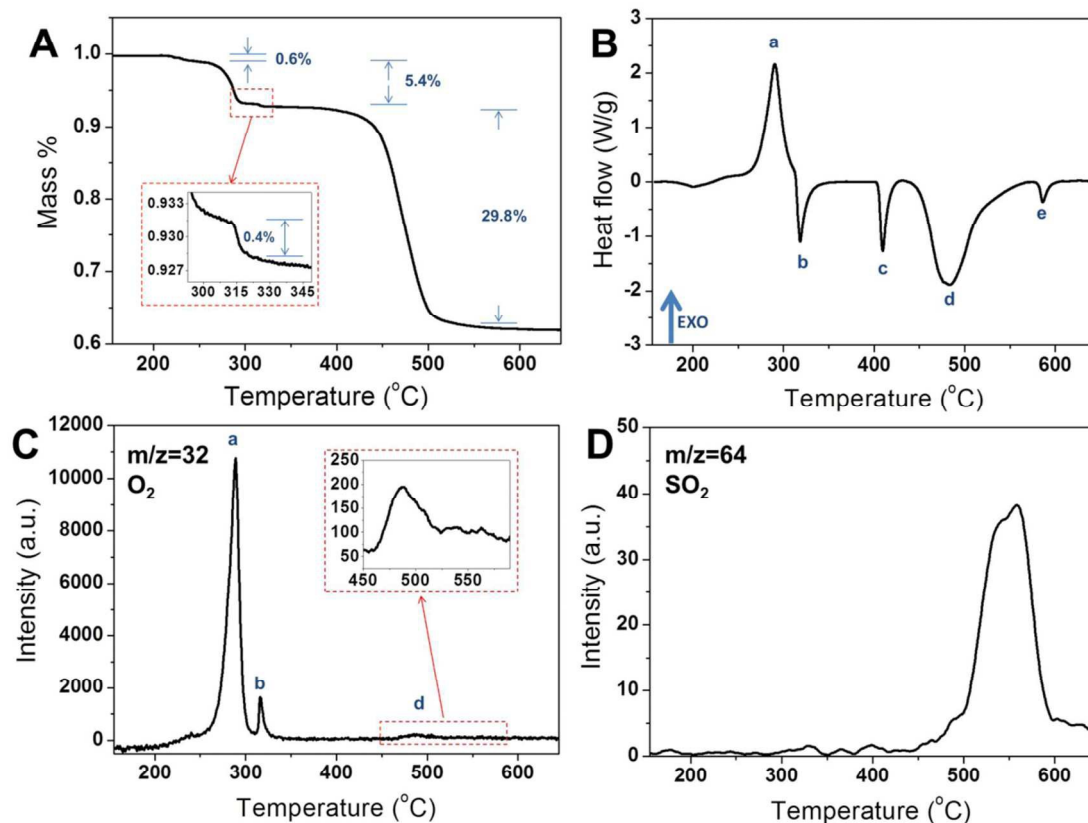 A
Mass %
1.0
0.9
0.8
0.7
0.6
0.6%
5.4%
29.8%
0.933
0.930
0.927
0.4%
300 315 330 345
200 300 400 500 600
Temperature (°C)
B
Heat flow (W/g)
3
2
1
0
-1
-2
-3
a
b
c
d
e
EXO
200 300 400 500 600
Temperature (°C)
C
m/z=32
O₂
Intensity (a.u.)
12000
10000
8000
6000
4000
2000
0
a
b
d
250
200
150
100
50
450 500 550
200 300 400 500 600
Temperature (°C)
D
m/z=64
SO₂
Intensity (a.u.)
50
40
30
20
10
0
200 300 400 500 600
Temperature (°C)